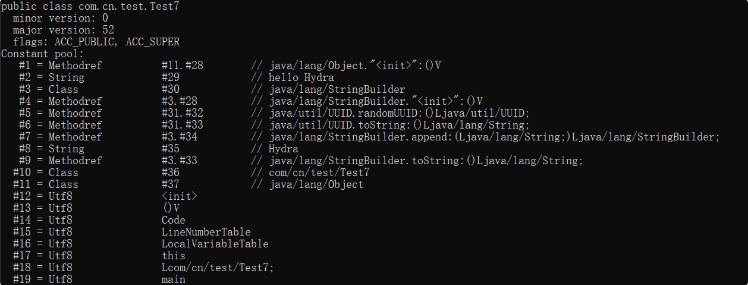 public class com.cn.test.Test7
  minor version: 0
  major version: 52
  flags: ACC_PUBLIC, ACC_SUPER
Constant pool:
   #1 = Methodref          #11.#28        // java/lang/Object."<init>":()V
   #2 = String             #29            // hello Hydra
   #3 = Class              #30            // java/lang/StringBuilder
   #4 = Methodref          #3.#28         // java/lang/StringBuilder."<init>":()V
   #5 = Methodref          #31.#32        // java/util/UUID.randomUUID:()Ljava/util/UUID;
   #6 = Methodref          #31.#33        // java/util/UUID.toString:()Ljava/lang/String;
   #7 = Methodref          #3.#34         // java/lang/StringBuilder.append:(Ljava/lang/String;)Ljava/lang/StringBuilder;
   #8 = String             #35            // Hydra
   #9 = Methodref          #3.#33         // java/lang/StringBuilder.toString:()Ljava/lang/String;
  #10 = Class              #36            // com/cn/test/Test7
  #11 = Class              #37            // java/lang/Object
  #12 = Utf8               <init>
  #13 = Utf8               ()V
  #14 = Utf8               Code
  #15 = Utf8               LineNumberTable
  #16 = Utf8               LocalVariableTable
  #17 = Utf8               this
  #18 = Utf8               Lcom/cn/test/Test7;
  #19 = Utf8               main